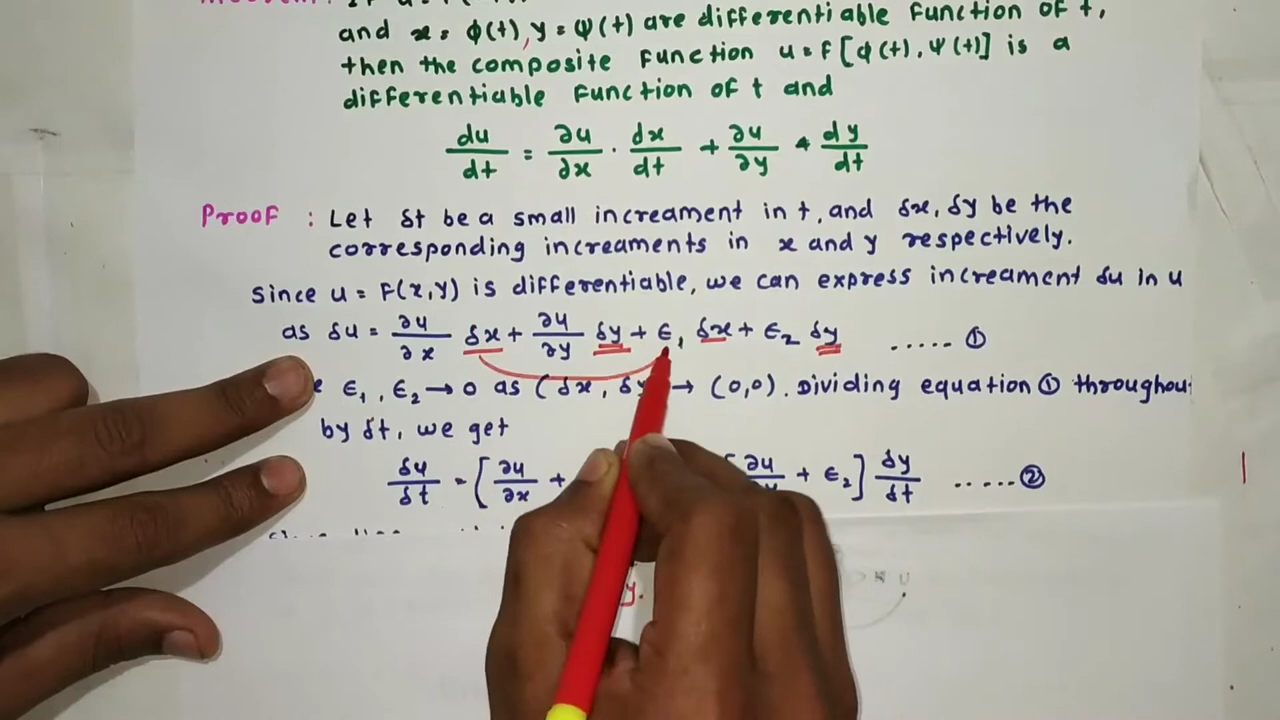 and x = φ(t), y = ψ(t) are differentiable function of t,
then the composite function u = f [φ(t), ψ(t)] is a
differentiable function of t and
du/dt = ∂u/∂x · dx/dt + ∂u/∂y · dy/dt
Proof : Let δt be a small increament in t, and δx, δy be the
corresponding increaments in x and y respectively.
since u = f(x,y) is differentiable, we can express increament δu in u
as δu = ∂u/∂x δx + ∂u/∂y δy + ϵ₁ δx + ϵ₂ δy ..... ①
ϵ₁, ϵ₂ → 0 as (δx, δy → (0,0). Dividing equation ① throughout
by δt, we get
δu/δt = [∂u/∂x + ∂u + ϵ₂] δy/δt ..... ②
y.